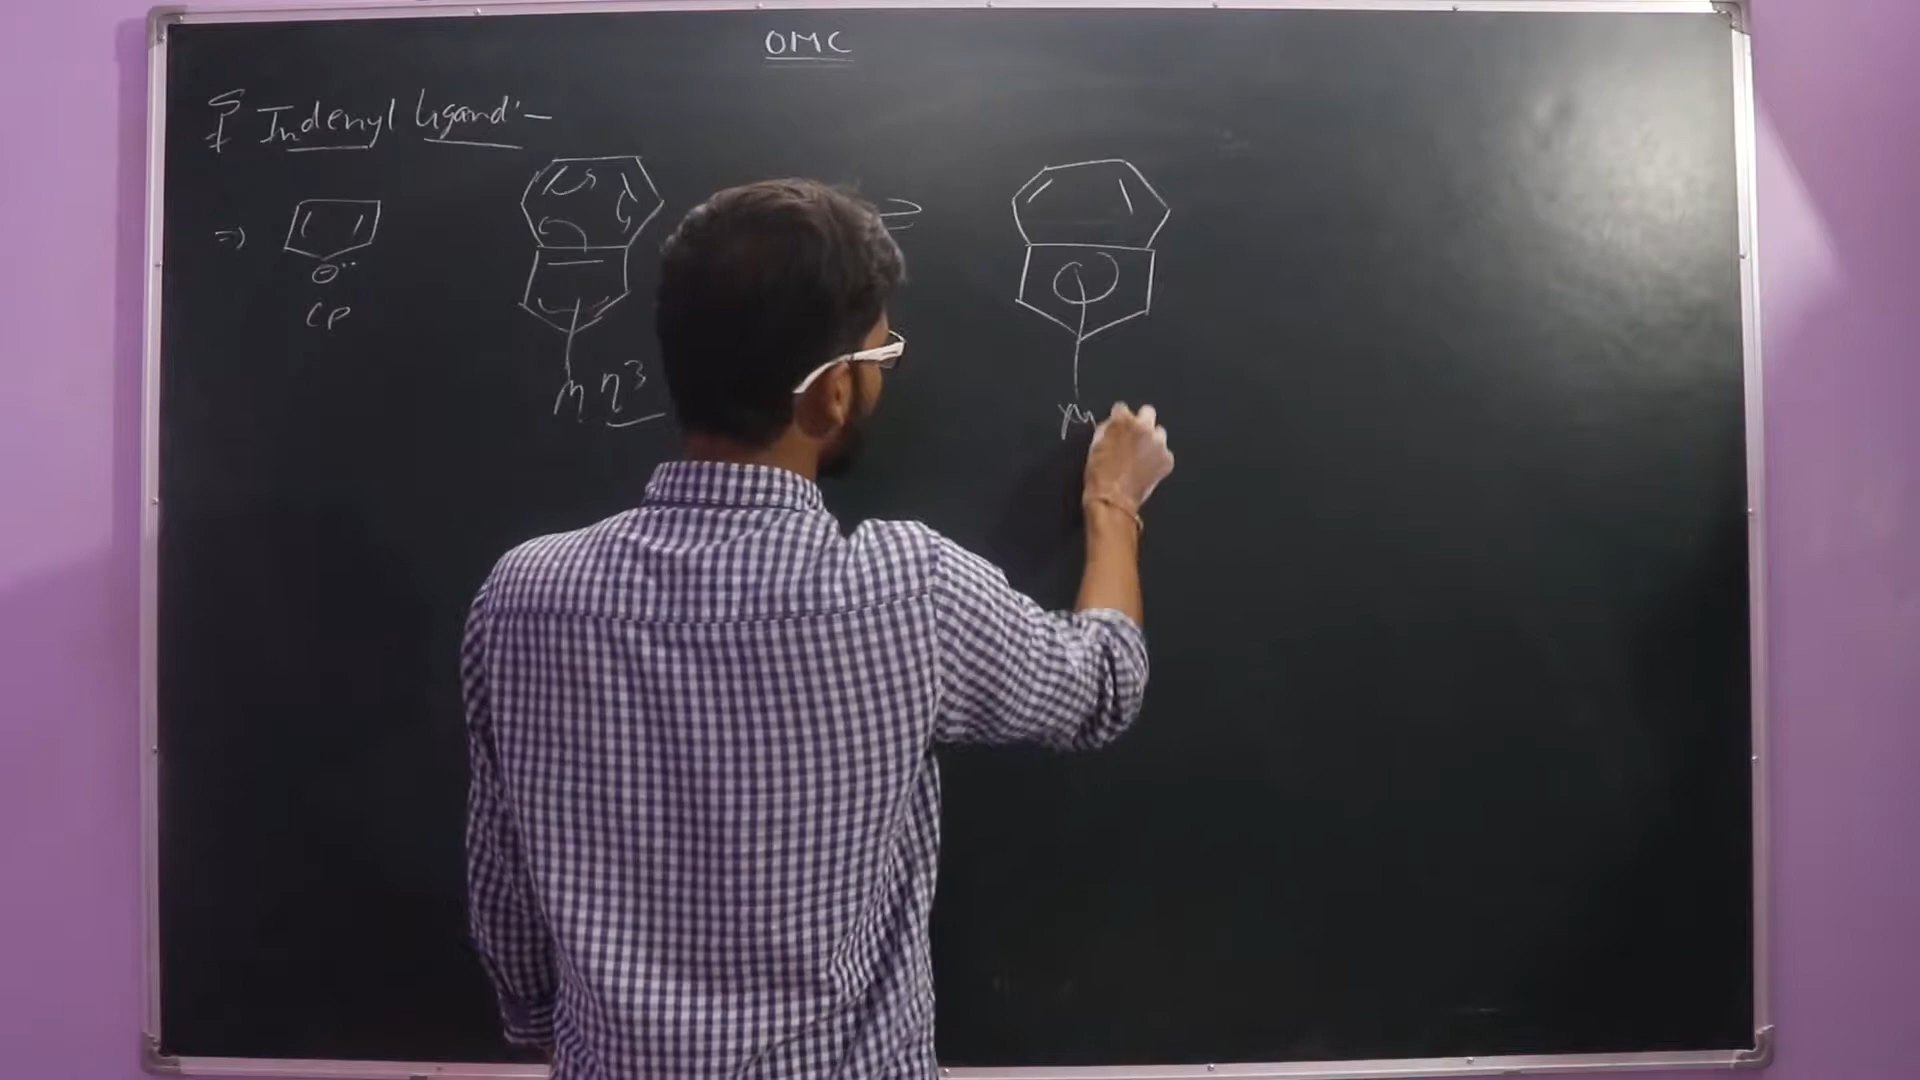 OMC
§ Indenyl Ligand :-
⇒
Θ··
Cp
M η³
M